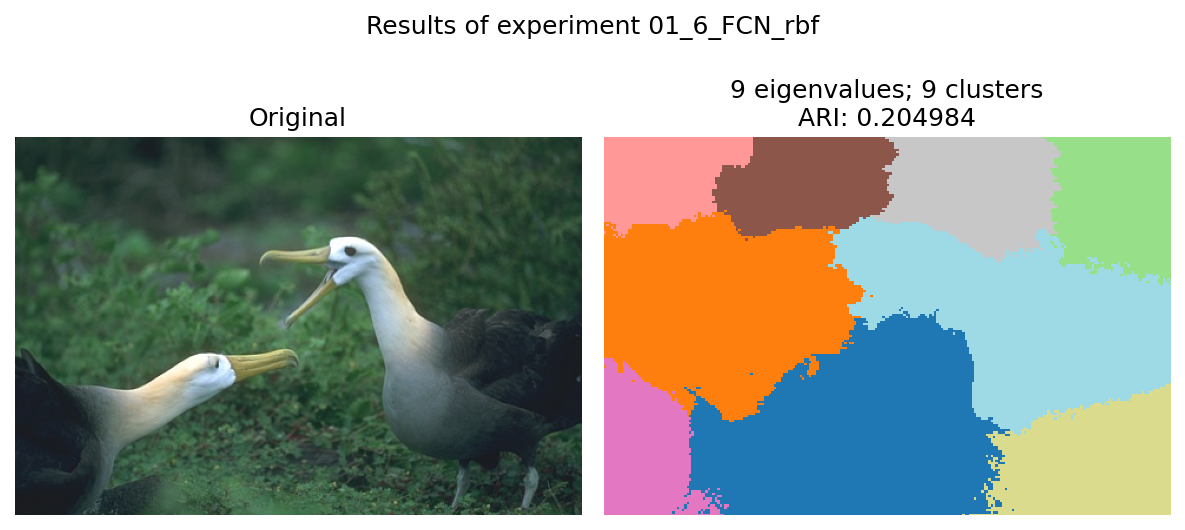 Results of experiment 01_6_FCN_rbf
Original
9 eigenvalues; 9 clusters
ARI: 0.204984